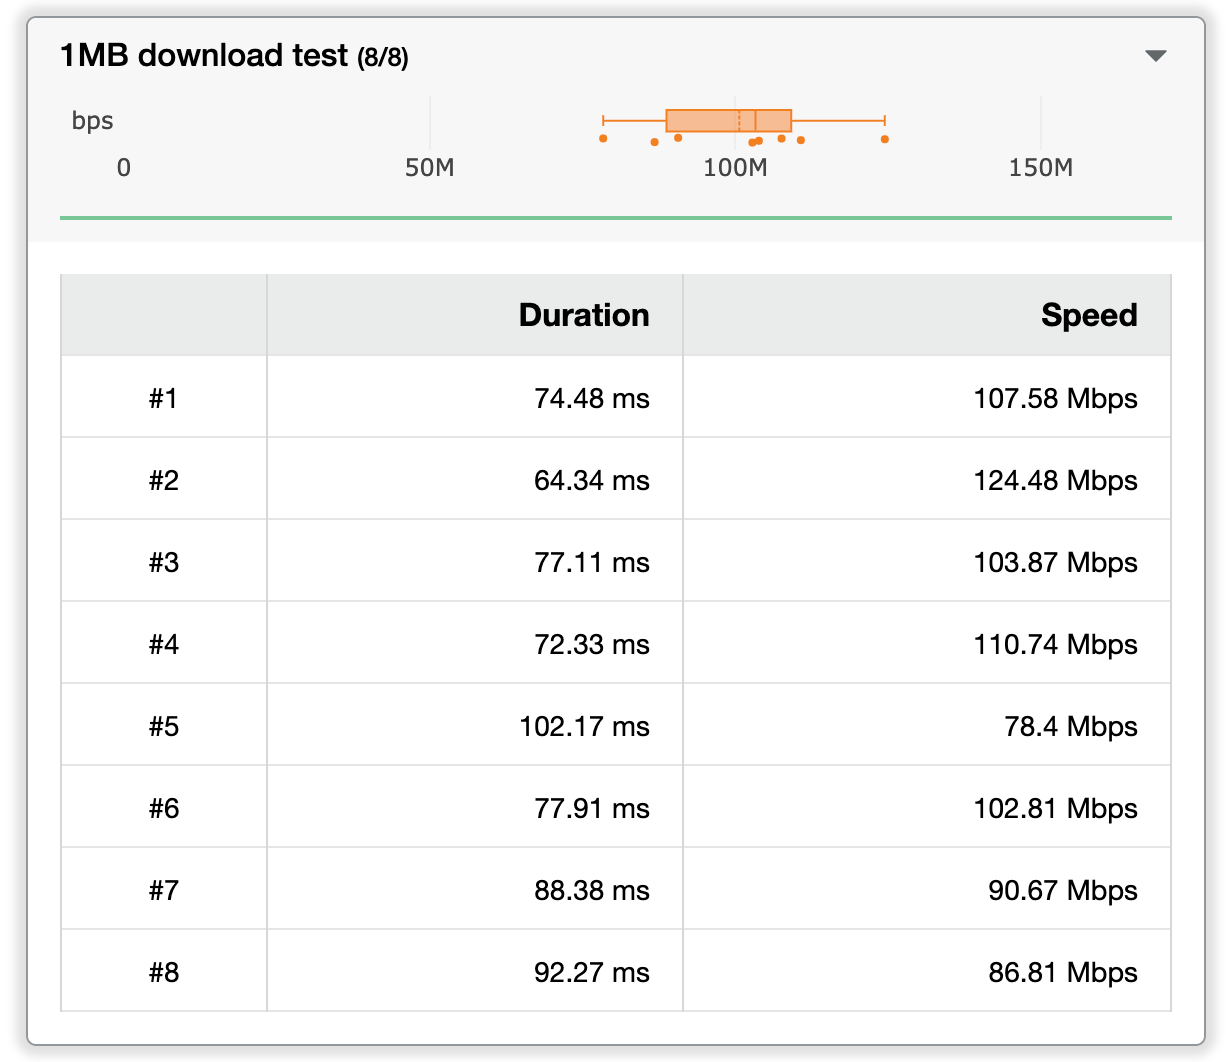 1MB download test (8/8)
bps
0 50M 100M 150M
Duration Speed
#1 74.48 ms 107.58 Mbps
#2 64.34 ms 124.48 Mbps
#3 77.11 ms 103.87 Mbps
#4 72.33 ms 110.74 Mbps
#5 102.17 ms 78.4 Mbps
#6 77.91 ms 102.81 Mbps
#7 88.38 ms 90.67 Mbps
#8 92.27 ms 86.81 Mbps